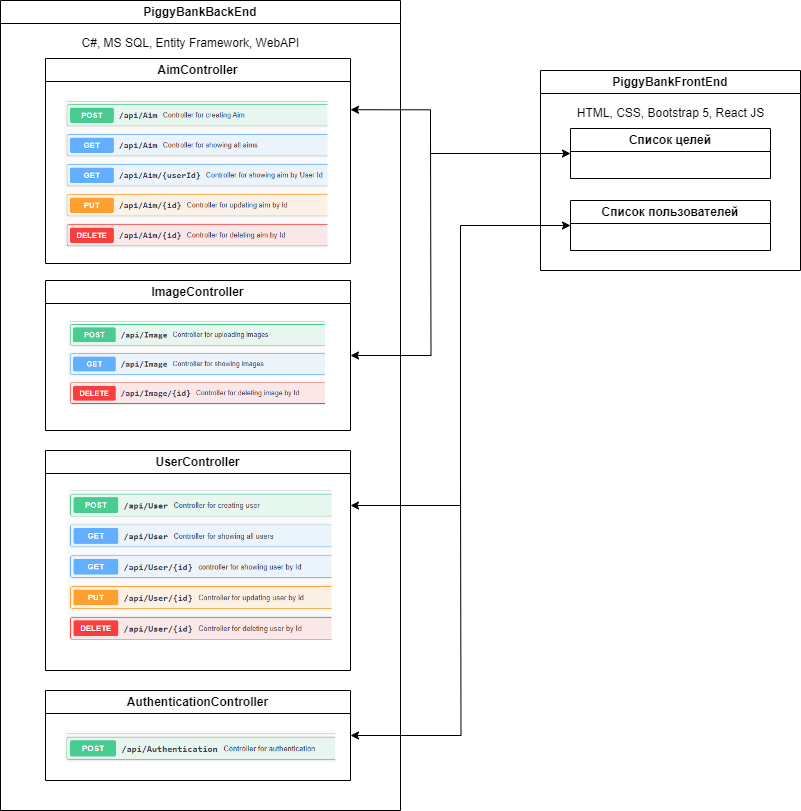 PiggyBankBackEnd
C#, MS SQL, Entity Framework, WebAPI
AimController
POST /api/Aim Controller for creating Aim
GET /api/Aim Controller for showing all aims
GET /api/Aim/{userId} Controller for showing aim by User Id
PUT /api/Aim/{id} Controller for updating aim by Id
DELETE /api/Aim/{id} Controller for deleting aim by Id
ImageController
POST /api/Image Controller for uploading images
GET /api/Image Controller for showing images
DELETE /api/Image/{id} Controller for deleting image by Id
UserController
POST /api/User Controller for creating user
GET /api/User Controller for showing all users
GET /api/User/{id} controller for showing user by Id
PUT /api/User/{id} Controller for updating user by Id
DELETE /api/User/{id} Controller for deleting user by Id
AuthenticationController
POST /api/Authentication Controller for authentication
PiggyBankFrontEnd
HTML, CSS, Bootstrap 5, React JS
Список целей
Список пользователей